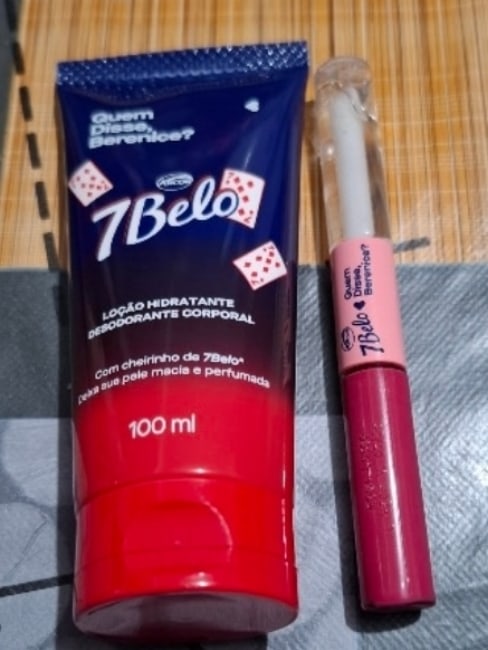 Quem
Disse,
Berenice?
Arcor
7Belo
LOÇÃO HIDRATANTE
DESODORANTE CORPORAL
Com cheirinho de 7Belo®
Deixa sua pele macia e perfumada
100 ml
Arcor
7Belo
Quem
Disse,
Berenice?